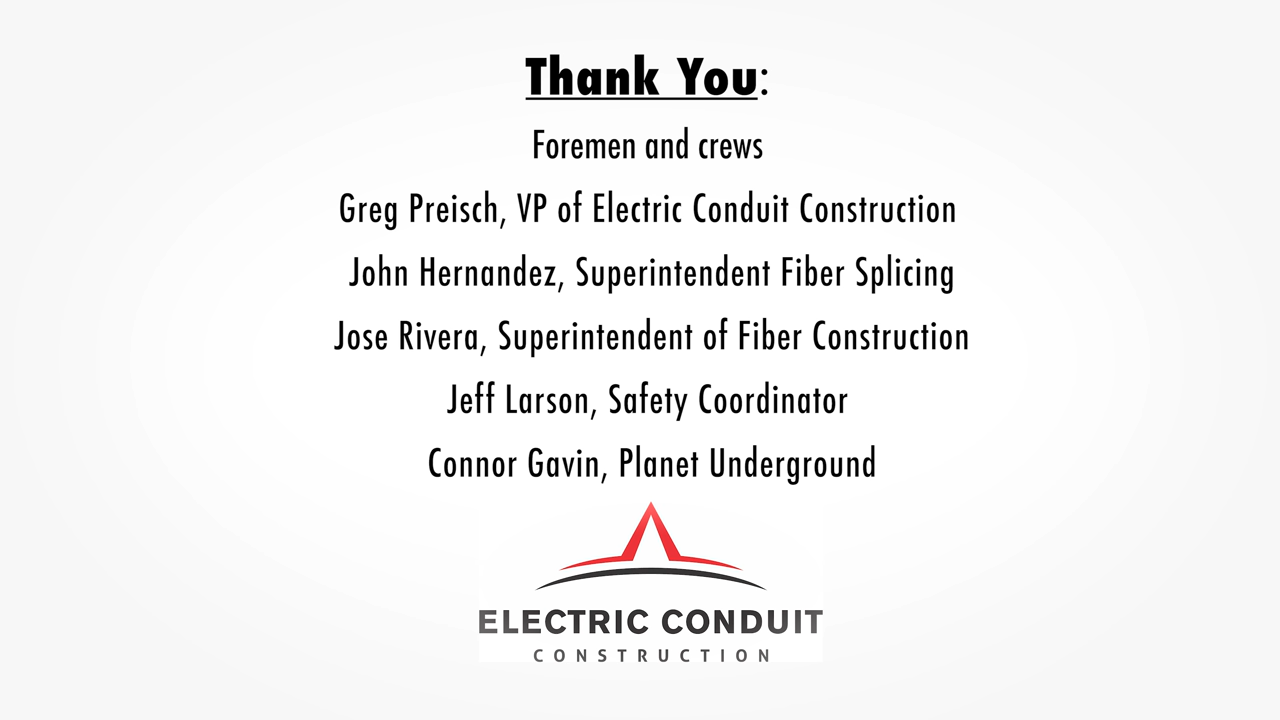 Thank You:
Foremen and crews
Greg Preisch, VP of Electric Conduit Construction
John Hernandez, Superintendent Fiber Splicing
Jose Rivera, Superintendent of Fiber Construction
Jeff Larson, Safety Coordinator
Connor Gavin, Planet Underground
ELECTRIC CONDUIT
CONSTRUCTION